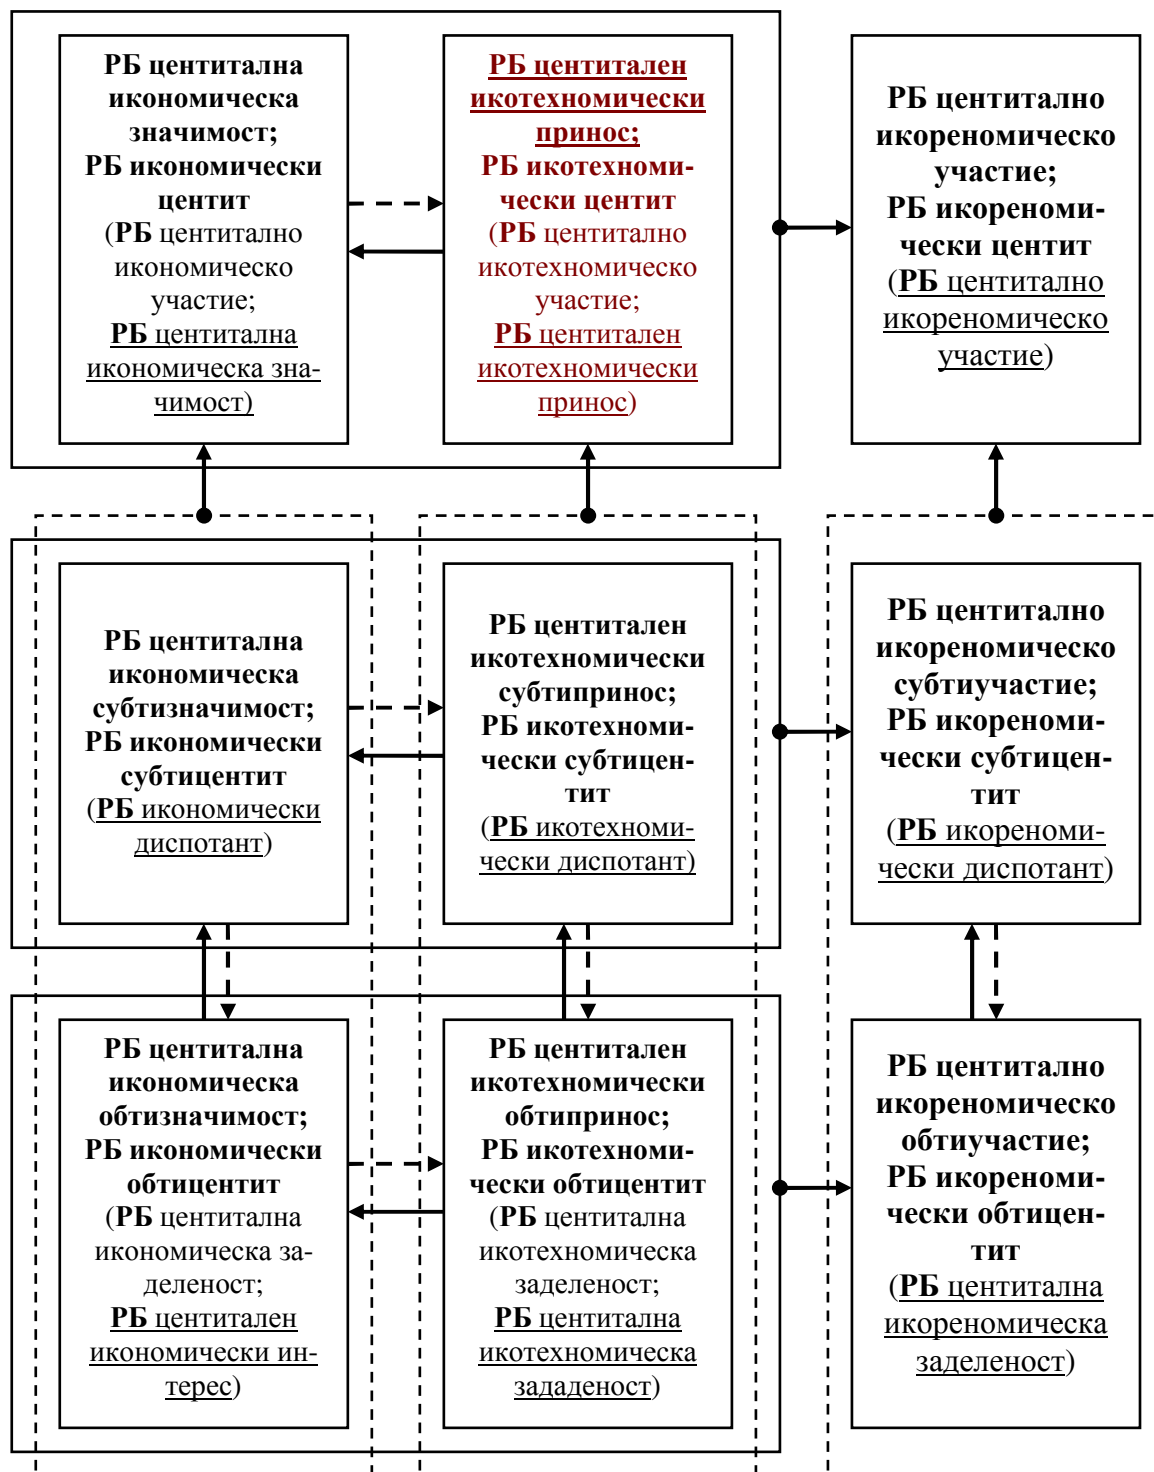 РБ центитална
икономическа
значимост;
РБ икономически
центит
(РБ центитално
икономическо
участие;
РБ центитална
икономическа зна-
чимост)
РБ центитален
икотехномически
принос;
РБ икотехноми-
чески центит
(РБ центитално
икотехномическо
участие;
РБ центитален
икотехномически
принос)
РБ центитално
икореномическо
участие;
РБ икореноми-
чески центит
(РБ центитално
икореномическо
участие)
РБ центитална
икономическа
субтизначимост;
РБ икономически
субтицентит
(РБ икономически
диспотант)
РБ центитален
икотехномически
субтипринос;
РБ икотехноми-
чески субтицен-
тит
(РБ икотехноми-
чески диспотант)
РБ центитално
икореномическо
субтиучастие;
РБ икореноми-
чески субтицен-
тит
(РБ икореноми-
чески диспотант)
РБ центитална
икономическа
обтизначимост;
РБ икономически
обтицентит
(РБ центитална
икономическа за-
деленост;
РБ центитален
икономически ин-
терес)
РБ центитален
икотехномически
обтипринос;
РБ икотехноми-
чески обтицентит
(РБ центитална
икотехномическа
заделеност;
РБ центитална
икотехномическа
зададеност)
РБ центитално
икореномическо
обтиучастие;
РБ икореноми-
чески обтицен-
тит
(РБ центитална
икореномическа
заделеност)